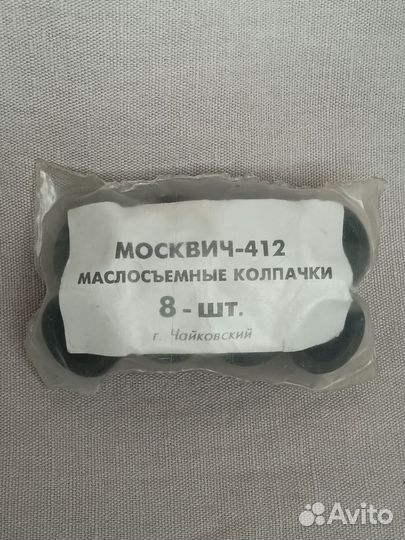 МОСКВИЧ-412
МАСЛОСЪЕМНЫЕ КОЛПАЧКИ
8-шт.
г. Чайковский
Avito